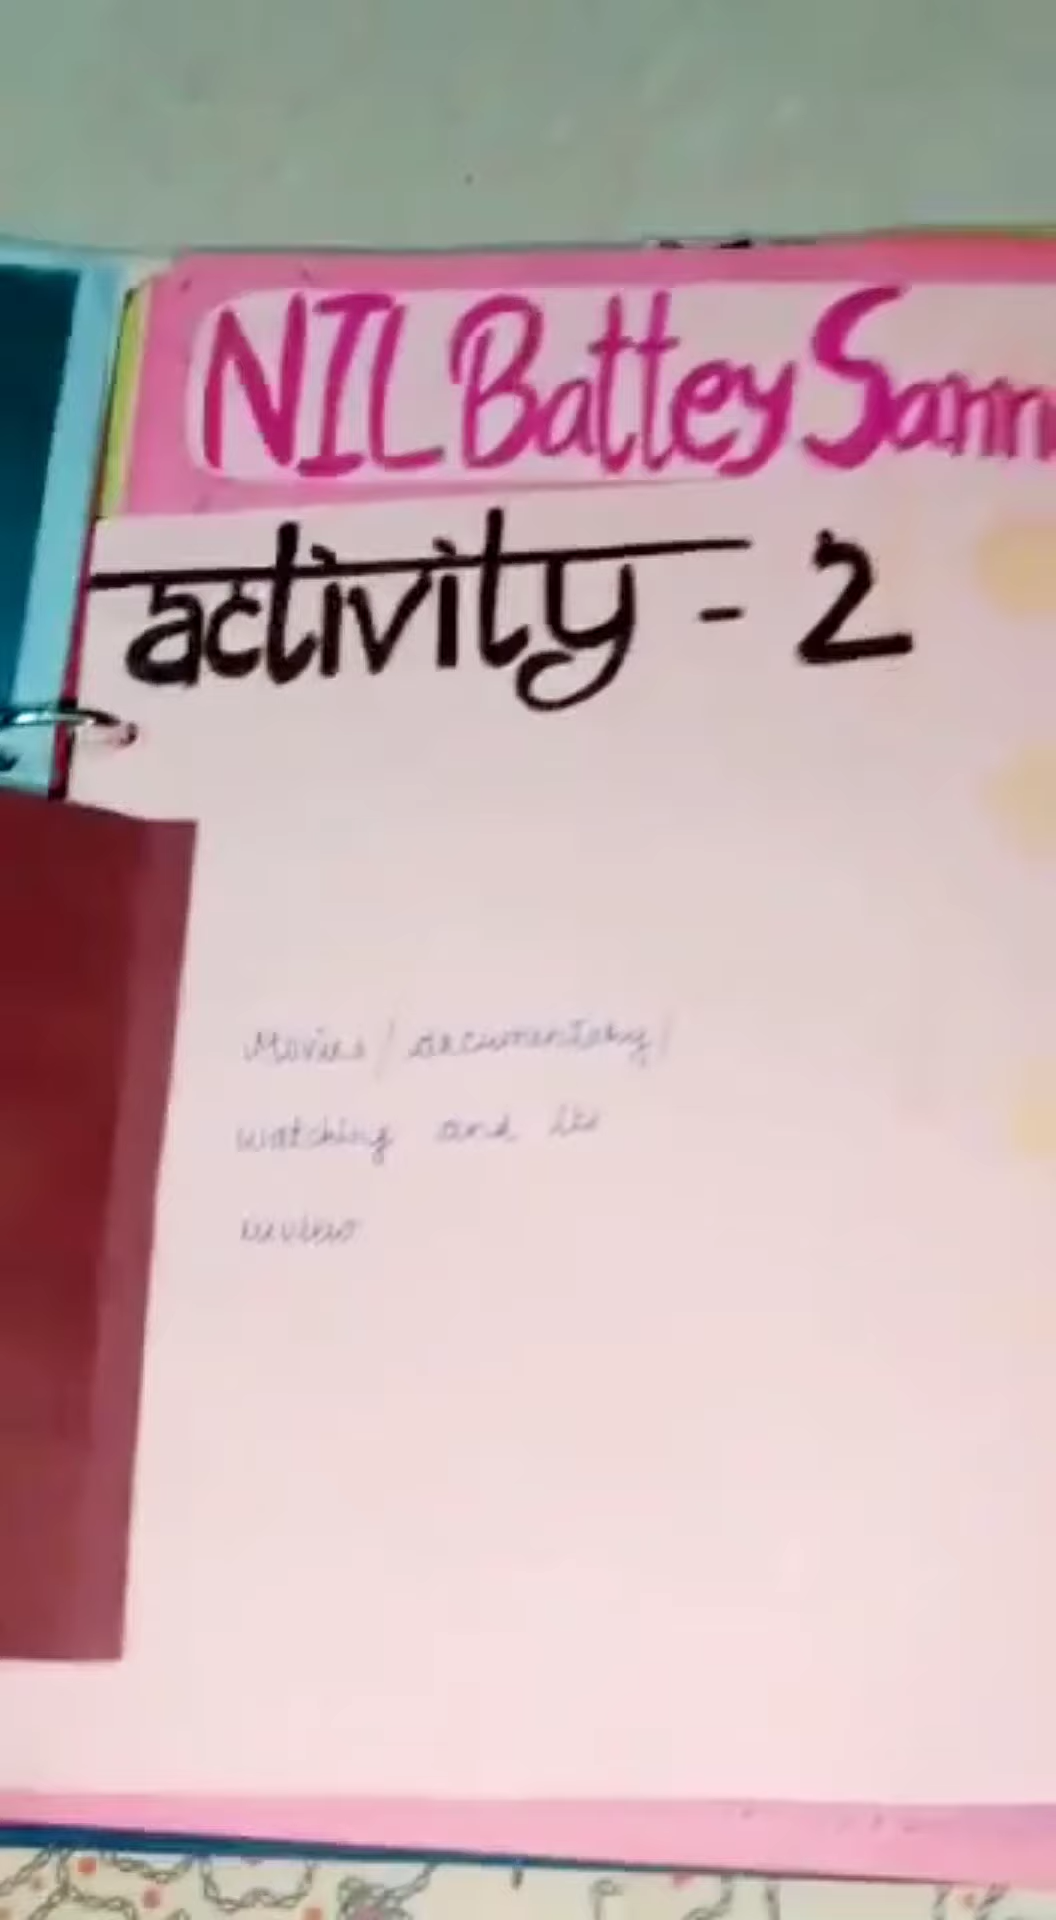 NIL Battey Sann
activity - 2
Movies / documentary /
watching and its
review